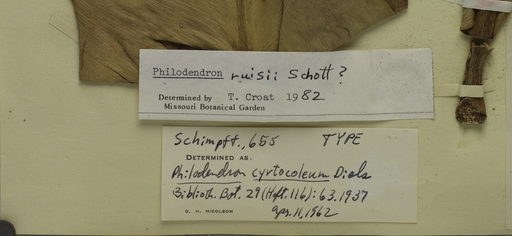 Philodendron ruizii Schott?
Determined by T. Croat 1982
Missouri Botanical Garden
Schimpff., 655 TYPE
DETERMINED AS:
Philodendron cyrtocoleum Diels
Biblioth. Bot. 29 (Heft. 116): 63. 1937
D. H. NICOLSON Apr. 11, 1962